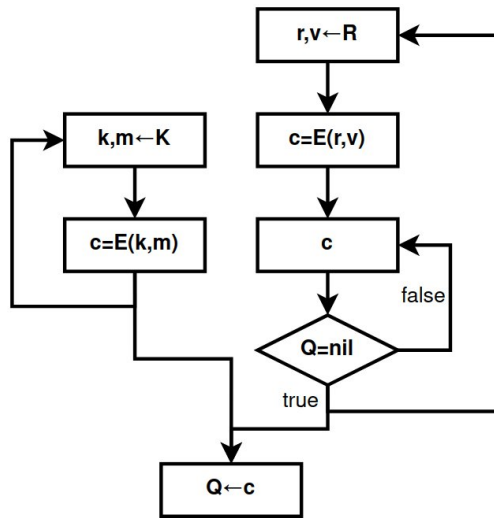 r,v←R
k,m←K
c=E(r,v)
c=E(k,m)
c
false
Q=nil
true
Q←c